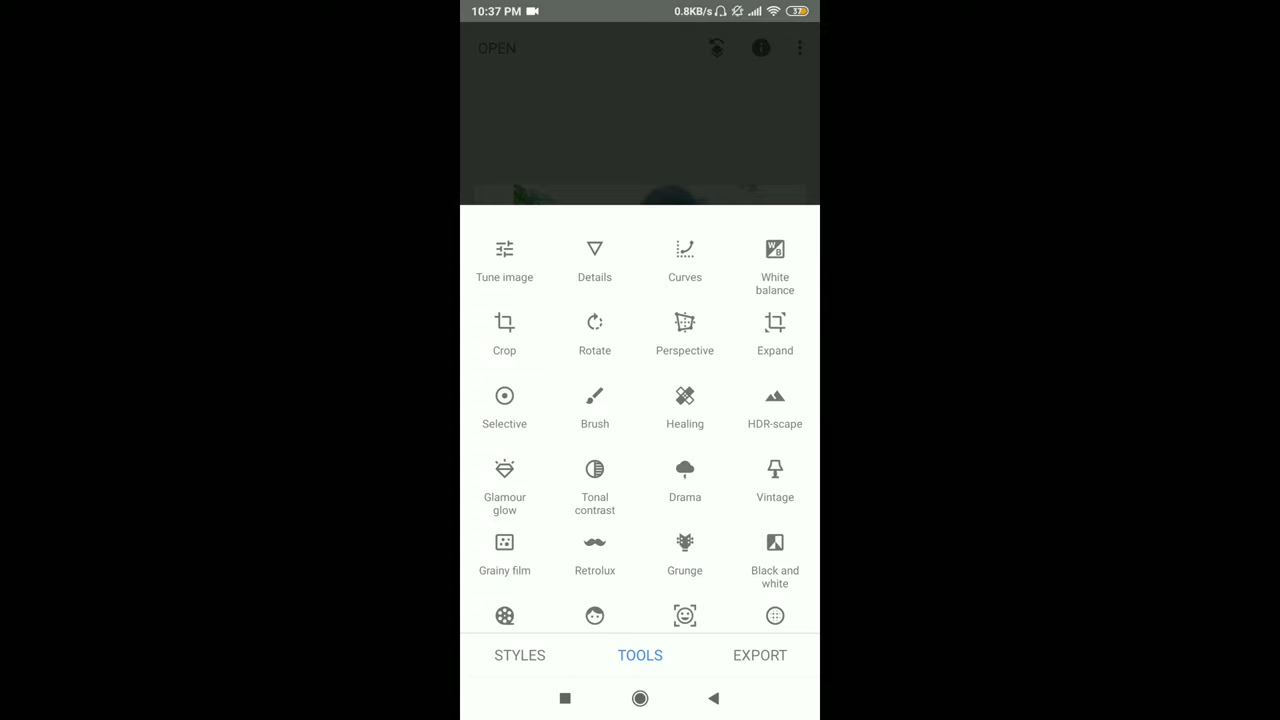 10:37 PM 0.8KB/s 37
OPEN
Tune image Details Curves White
balance
Crop Rotate Perspective Expand
Selective Brush Healing HDR-scape
Glamour
glow Tonal
contrast Drama Vintage
Grainy film Retrolux Grunge Black and
white
STYLES TOOLS EXPORT